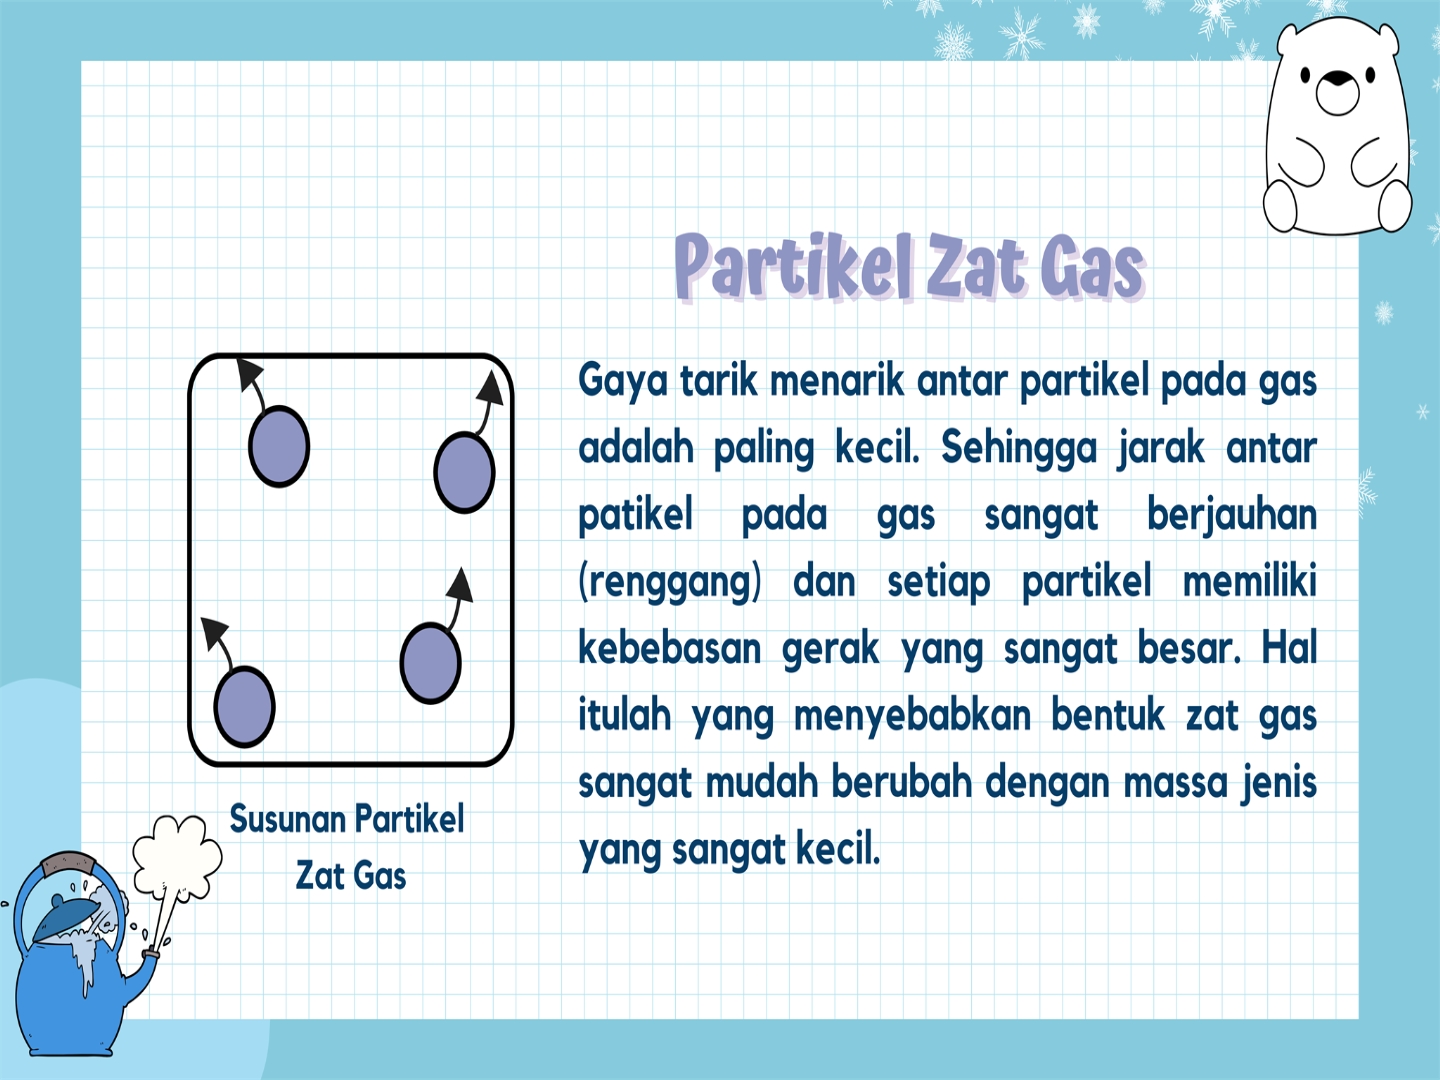 Partikel Zat Gas
Gaya tarik menarik antar partikel pada gas
adalah paling kecil. Sehingga jarak antar
patikel pada gas sangat berjauhan
(renggang) dan setiap partikel memiliki
kebebasan gerak yang sangat besar. Hal
itulah yang menyebabkan bentuk zat gas
sangat mudah berubah dengan massa jenis
yang sangat kecil.
Susunan Partikel
Zat Gas